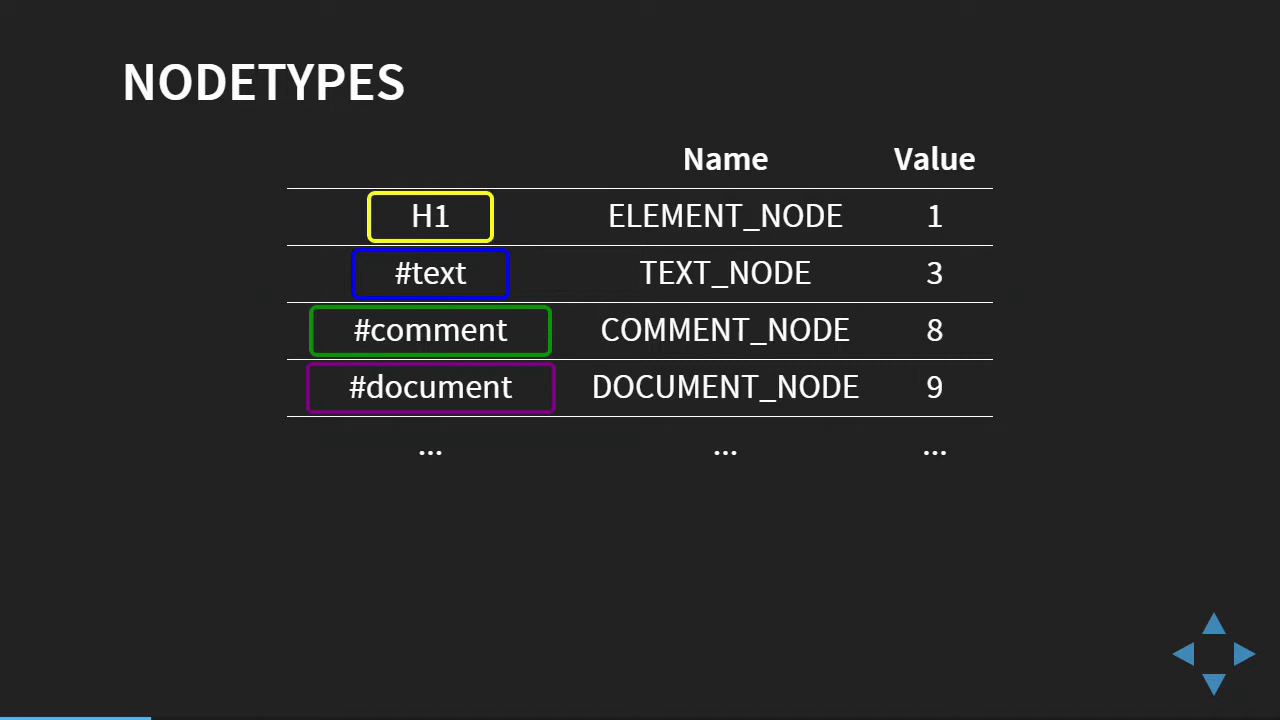 NODETYPES
Name Value
H1 ELEMENT_NODE 1
#text TEXT_NODE 3
#comment COMMENT_NODE 8
#document DOCUMENT_NODE 9
... ... ...